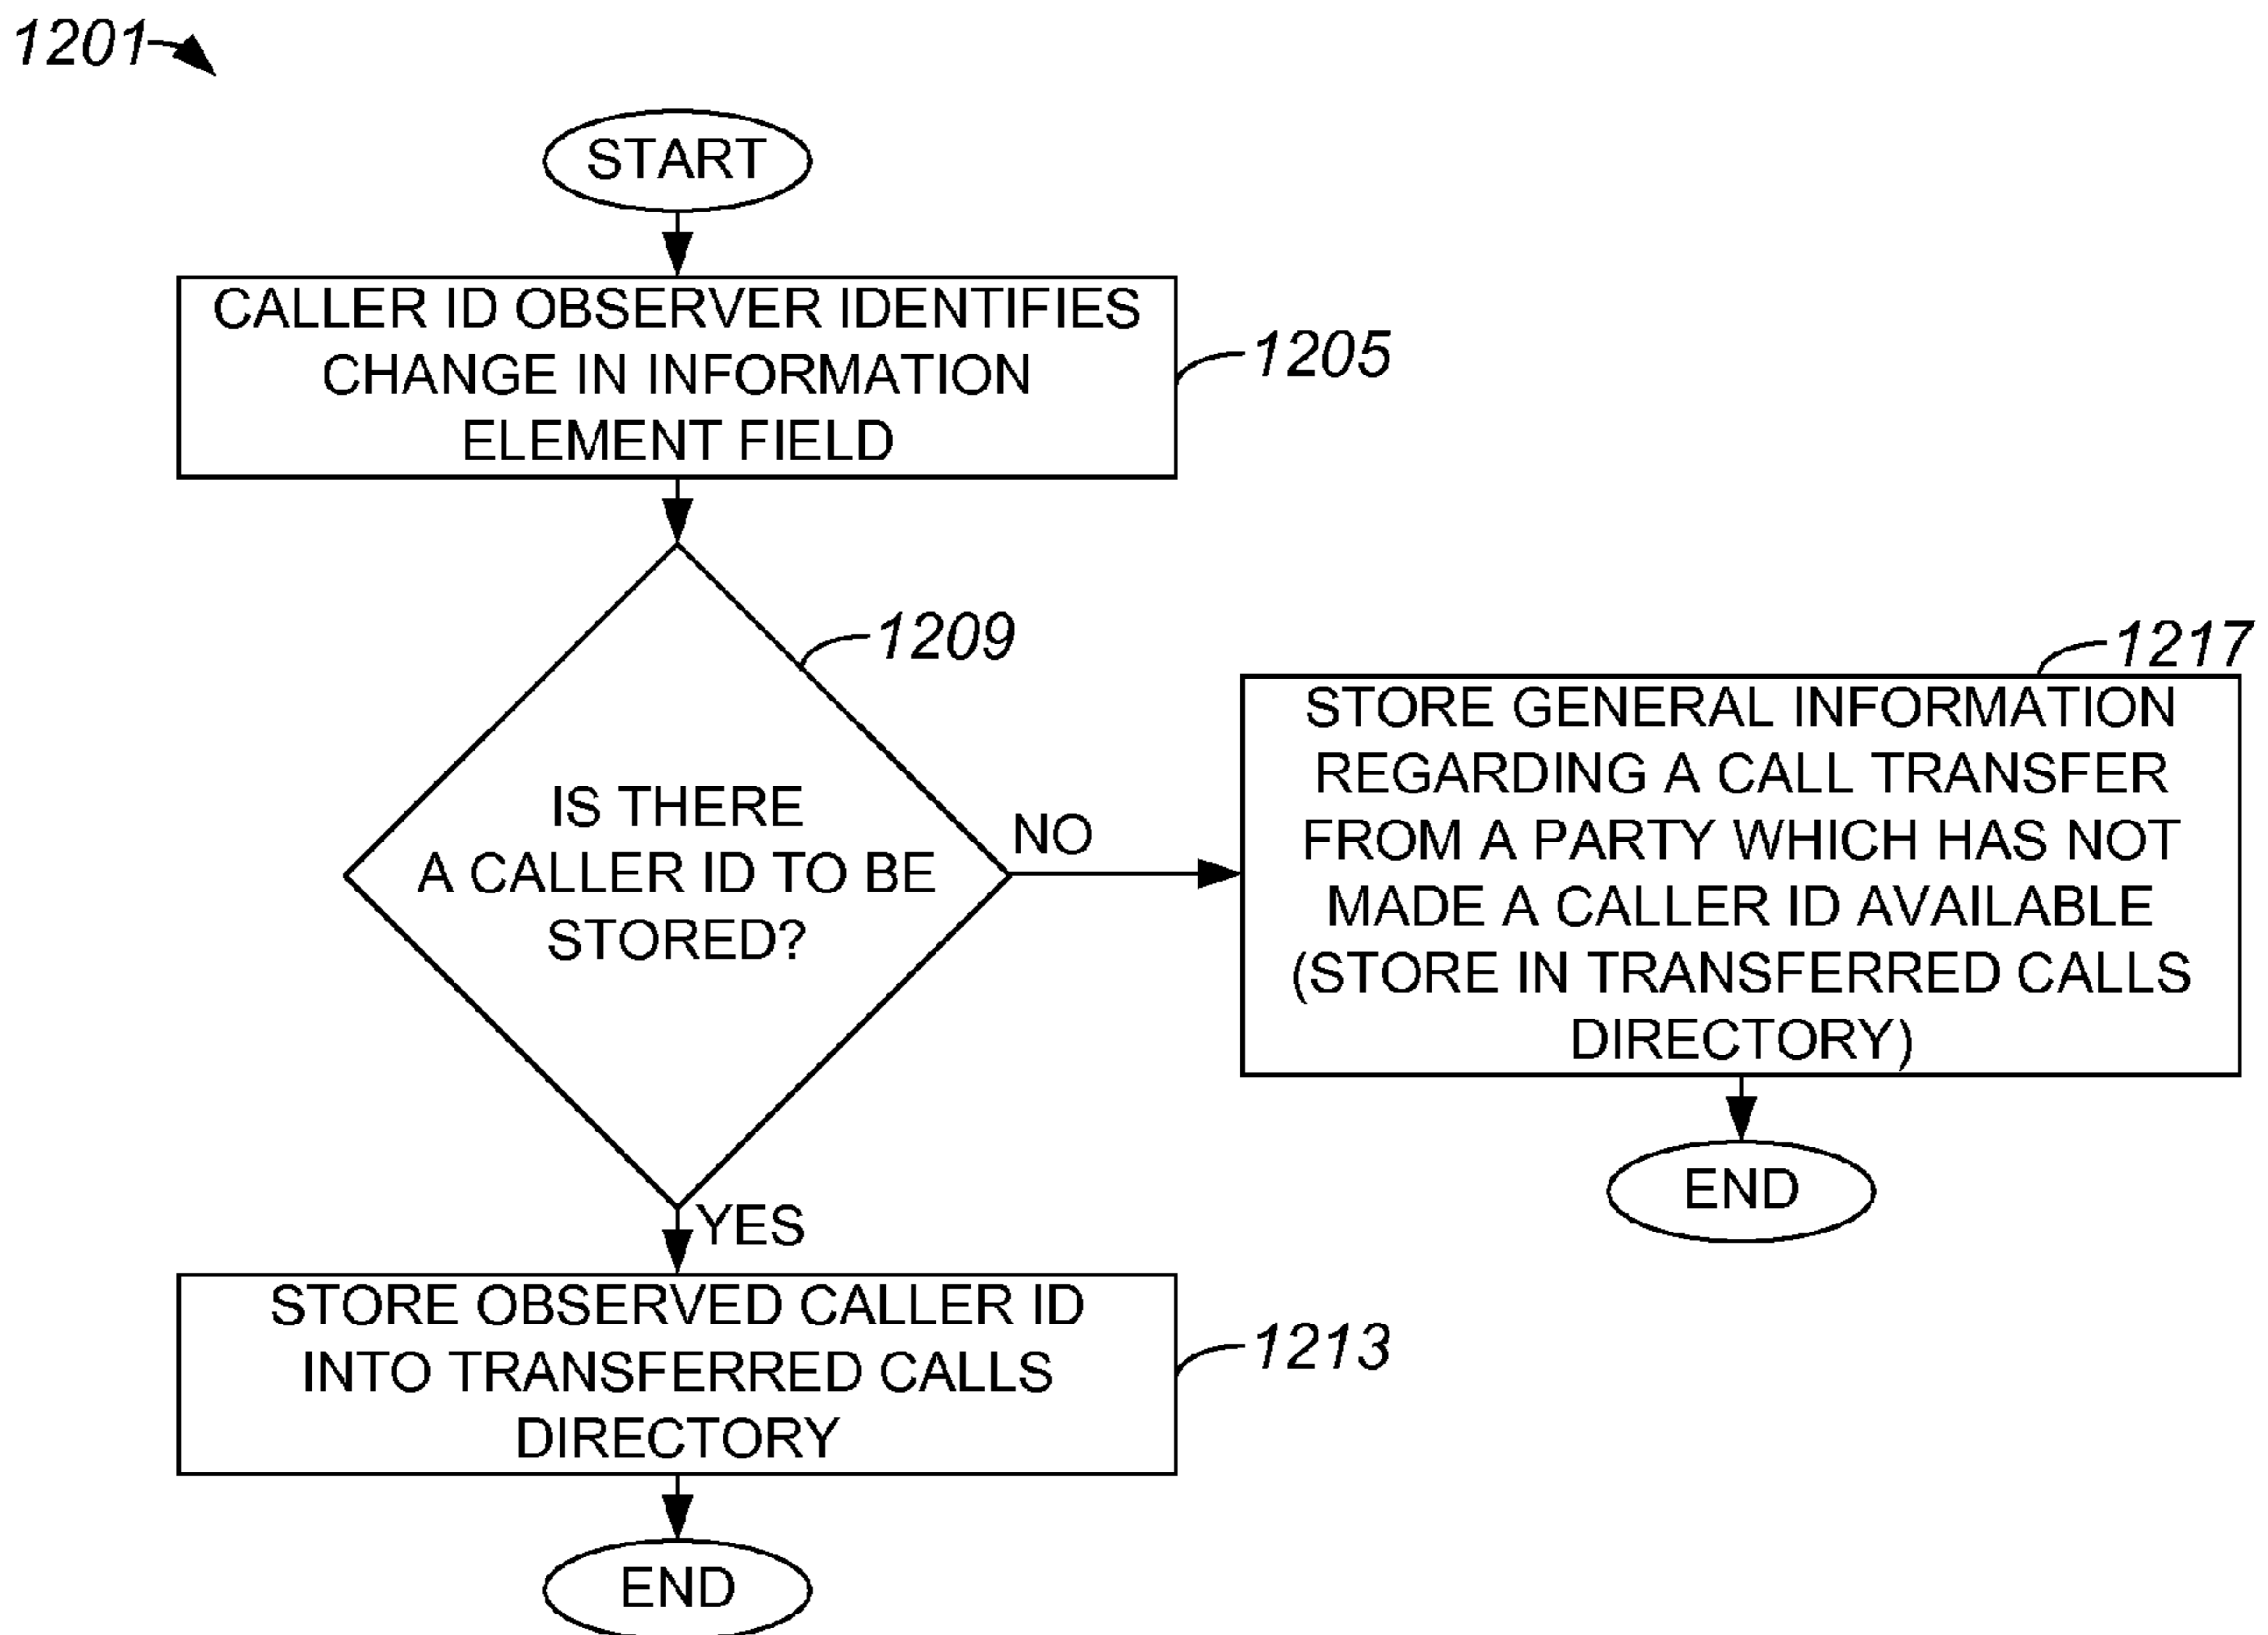 1201
START
CALLER ID OBSERVER IDENTIFIES
CHANGE IN INFORMATION
ELEMENT FIELD
1205
1209
IS THERE
A CALLER ID TO BE
STORED?
NO
1217
STORE GENERAL INFORMATION
REGARDING A CALL TRANSFER
FROM A PARTY WHICH HAS NOT
MADE A CALLER ID AVAILABLE
(STORE IN TRANSFERRED CALLS
DIRECTORY)
END
YES
STORE OBSERVED CALLER ID
INTO TRANSFERRED CALLS
DIRECTORY
1213
END